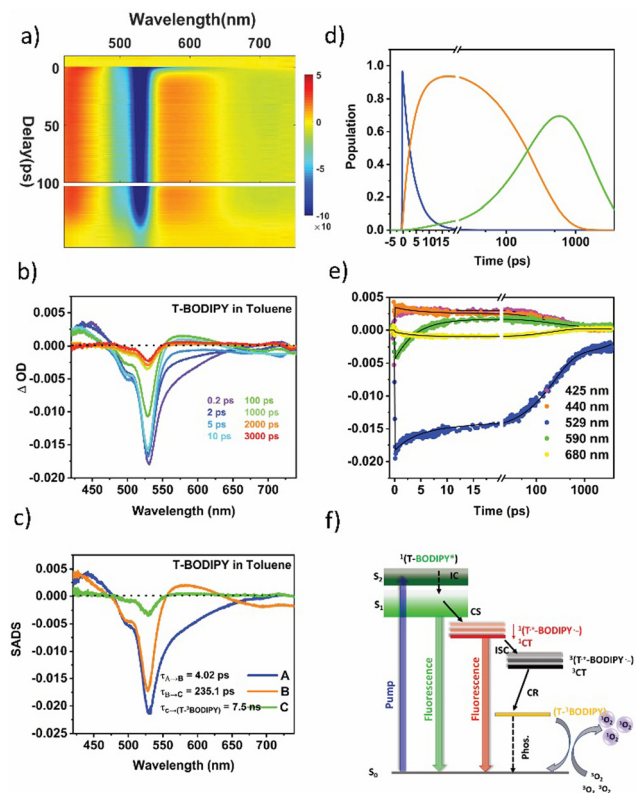 Wavelength(nm)
a)
500
600
700
0
50
100
Delay(ps)
5
0
-5
-10
×10
d)
1.0
0.8
0.6
0.4
0.2
0.0
Population
-5 0 5 10 15
100
1000
Time (ps)
b)
T-BODIPY in Toluene
0.005
0.000
-0.005
-0.010
-0.015
-0.020
Δ OD
0.2 ps 100 ps
2 ps 1000 ps
5 ps 2000 ps
10 ps 3000 ps
450 500 550 600 650 700
Wavelength (nm)
e)
0.005
0.000
-0.005
-0.010
-0.015
-0.020
425 nm
440 nm
529 nm
590 nm
680 nm
0 5 10 15
100
1000
Time (ps)
c)
T-BODIPY in Toluene
0.005
0.000
-0.005
-0.010
-0.015
-0.020
-0.025
SADS
τA→B = 4.02 ps
τB→C = 235.1 ps
τC→(T-³BODIPY) = 7.5 ns
A
B
C
450 500 550 600 650 700
Wavelength (nm)
f)
¹(T-BODIPY*)
S₂
IC
S₁
CS
¹(T·⁺-BODIPY·−)
¹CT
ISC
³(T·⁺-BODIPY·−)
³CT
CR
(T-³BODIPY)
Pump
Fluorescence
Fluorescence
Phos.
¹O₂
¹O₂
¹O₂
³O₂
³O₂ ³O₂
S₀